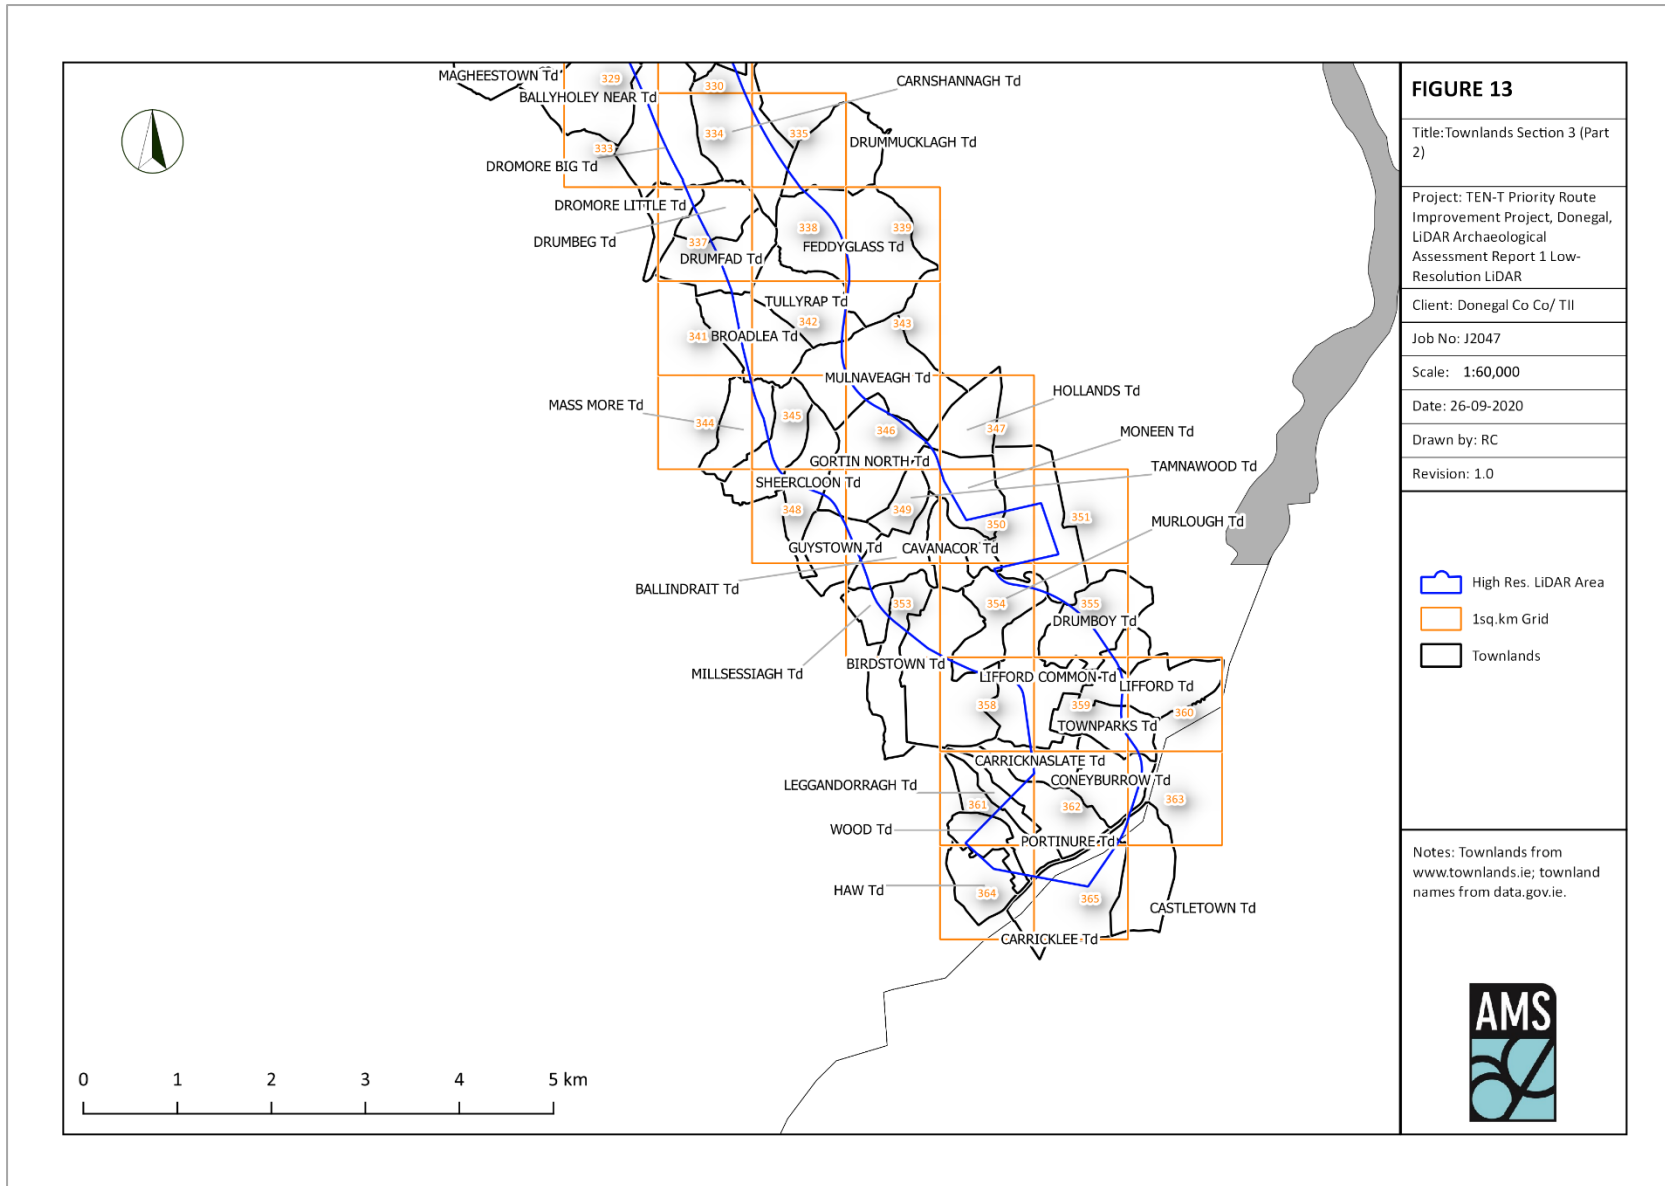 MAGHEESTOWN Td
329
330
CARNSHANNAGH Td
BALLYHOLEY NEAR Td
334
335
DRUMMUCKLAGH Td
333
DROMORE BIG Td
DROMORE LITTLE Td
338
339
DRUMBEG Td
337
FEDDYGLASS Td
DRUMFAD Td
TULLYRAP Td
342
343
341
BROADLEA Td
MULNAVEAGH Td
HOLLANDS Td
MASS MORE Td
345
344
346
347
MONEEN Td
GORTIN NORTH Td
TAMNAWOOD Td
SHEERCLOON Td
348
349
350
351
MURLOUGH Td
GUYSTOWN Td
CAVANACOR Td
BALLINDRAIT Td
353
354
355
DRUMBOY Td
BIRDSTOWN Td
MILLSESSIAGH Td
LIFFORD COMMON Td
LIFFORD Td
358
359
360
TOWNPARKS Td
CARRICKNASLATE Td
LEGGANDORRAGH Td
CONEYBURROW Td
361
362
363
WOOD Td
PORTINURE Td
HAW Td
364
365
CASTLETOWN Td
CARRICKLEE Td
0 1 2 3 4 5 km
FIGURE 13
Title:Townlands Section 3 (Part
2)
Project: TEN-T Priority Route
Improvement Project, Donegal,
LiDAR Archaeological
Assessment Report 1 Low-
Resolution LiDAR
Client: Donegal Co Co/ TII
Job No: J2047
Scale: 1:60,000
Date: 26-09-2020
Drawn by: RC
Revision: 1.0
High Res. LiDAR Area
1sq.km Grid
Townlands
Notes: Townlands from
www.townlands.ie; townland
names from data.gov.ie.
AMS